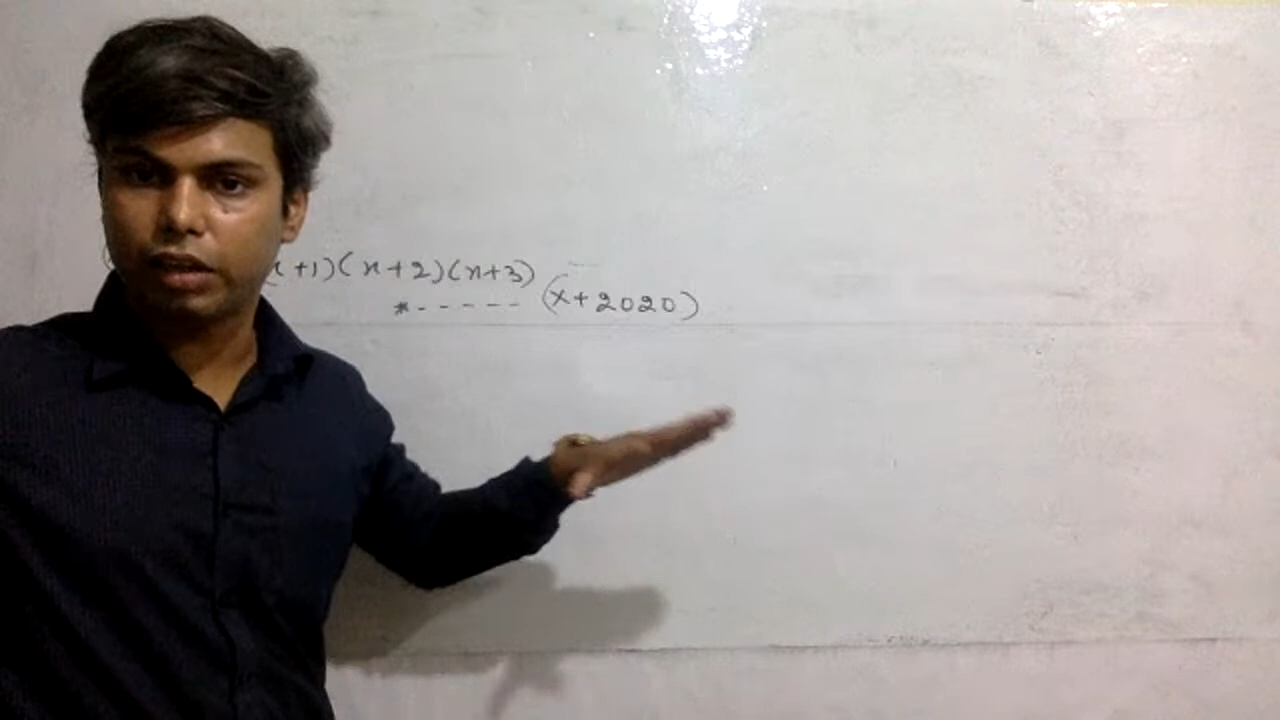 x+1)(x+2)(x+3)
*------ (x+2020)